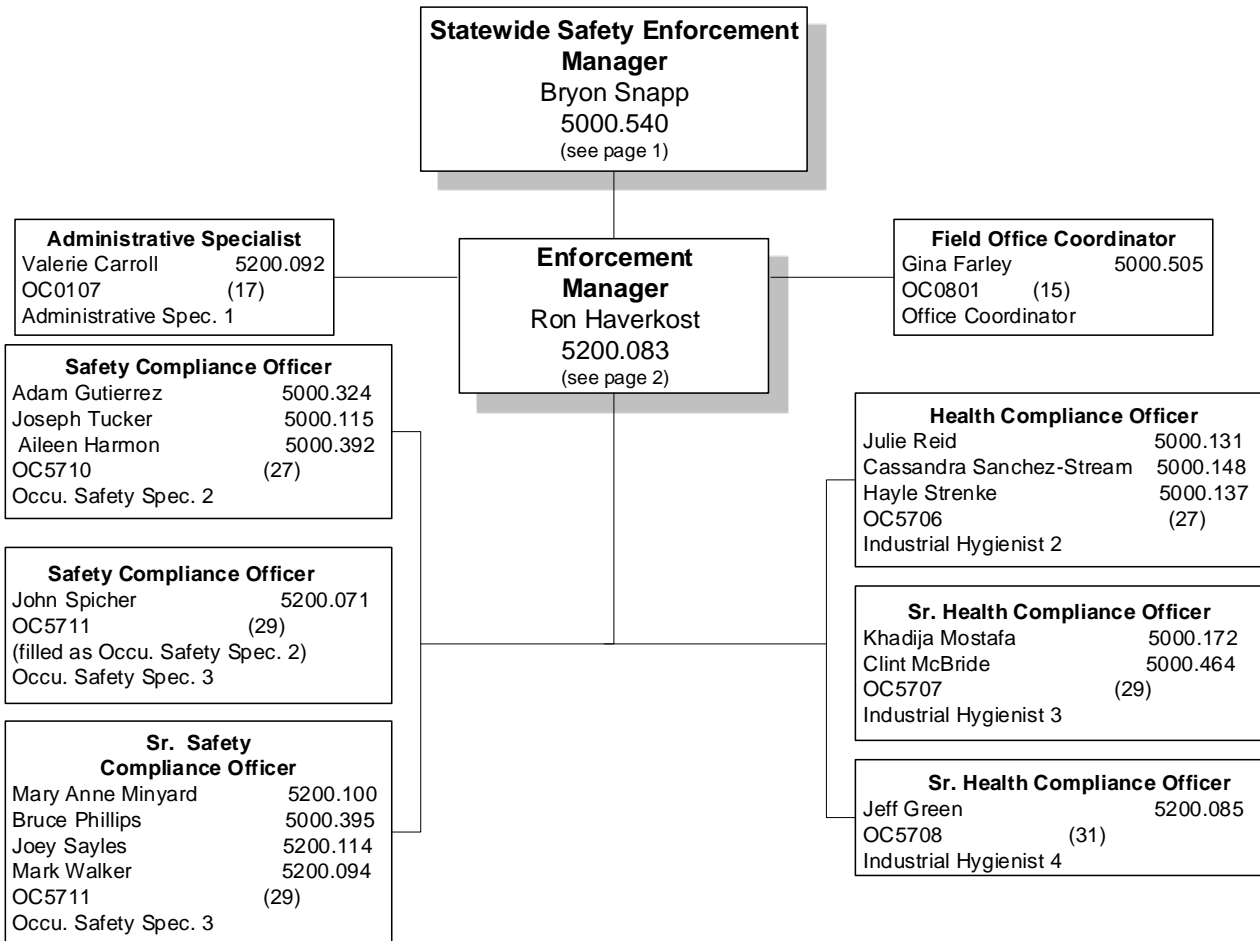 Statewide Safety Enforcement
Manager
Bryon Snapp
5000.540
(see page 1)
Administrative Specialist
Valerie Carroll 5200.092
OC0107 (17)
Administrative Spec. 1
Enforcement
Manager
Ron Haverkost
5200.083
(see page 2)
Field Office Coordinator
Gina Farley 5000.505
OC0801 (15)
Office Coordinator
Safety Compliance Officer
Adam Gutierrez 5000.324
Joseph Tucker 5000.115
Aileen Harmon 5000.392
OC5710 (27)
Occu. Safety Spec. 2
Safety Compliance Officer
John Spicher 5200.071
OC5711 (29)
(filled as Occu. Safety Spec. 2)
Occu. Safety Spec. 3
Sr. Safety
Compliance Officer
Mary Anne Minyard 5200.100
Bruce Phillips 5000.395
Joey Sayles 5200.114
Mark Walker 5200.094
OC5711 (29)
Occu. Safety Spec. 3
Health Compliance Officer
Julie Reid 5000.131
Cassandra Sanchez-Stream 5000.148
Hayle Strenke 5000.137
OC5706 (27)
Industrial Hygienist 2
Sr. Health Compliance Officer
Khadija Mostafa 5000.172
Clint McBride 5000.464
OC5707 (29)
Industrial Hygienist 3
Sr. Health Compliance Officer
Jeff Green 5200.085
OC5708 (31)
Industrial Hygienist 4